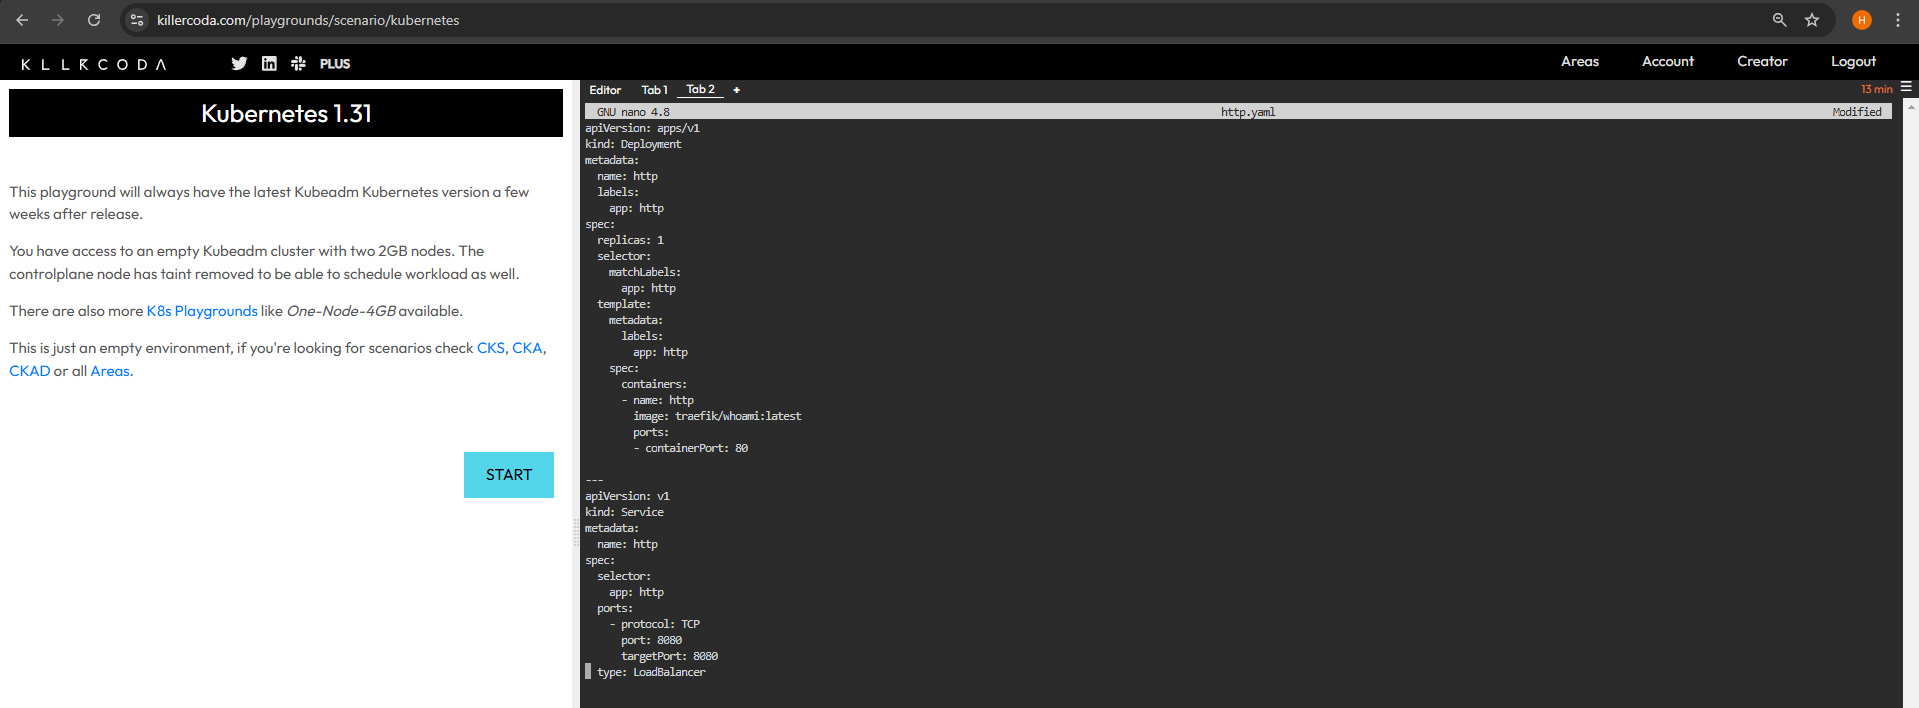 killercoda.com/playgrounds/scenario/kubernetes
H
KLLRCODA
PLUS
Areas
Account
Creator
Logout
Kubernetes 1.31
This playground will always have the latest Kubeadm Kubernetes version a few
weeks after release.
You have access to an empty Kubeadm cluster with two 2GB nodes. The
controlplane node has taint removed to be able to schedule workload as well.
There are also more K8s Playgrounds like One-Node-4GB available.
This is just an empty environment, if you're looking for scenarios check CKS, CKA,
CKAD or all Areas.
START
Editor
Tab 1
Tab 2
+
13 min
GNU nano 4.8
http.yaml
Modified
apiVersion: apps/v1
kind: Deployment
metadata:
  name: http
  labels:
    app: http
spec:
  replicas: 1
  selector:
    matchLabels:
      app: http
  template:
    metadata:
      labels:
        app: http
    spec:
      containers:
      - name: http
        image: traefik/whoami:latest
        ports:
        - containerPort: 80
---
apiVersion: v1
kind: Service
metadata:
  name: http
spec:
  selector:
    app: http
  ports:
    - protocol: TCP
      port: 8080
      targetPort: 8080
  type: LoadBalancer